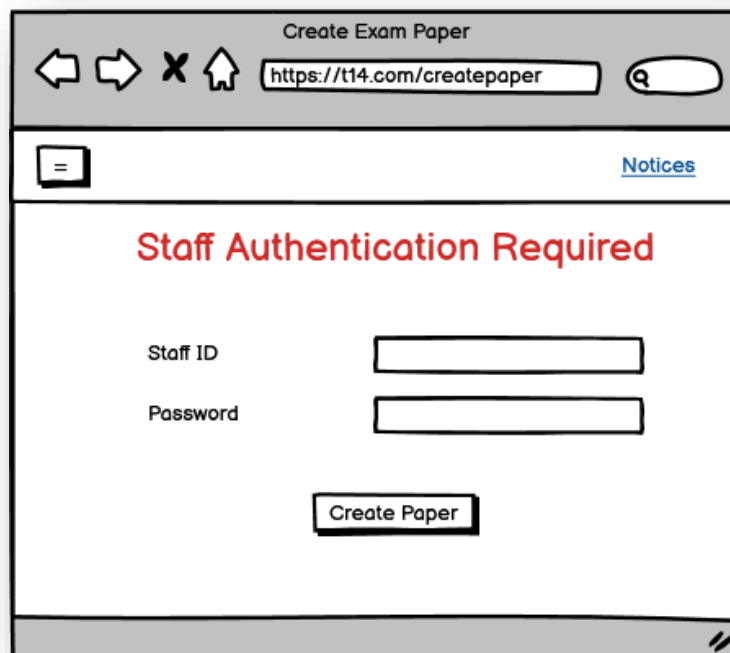 Create Exam Paper
https://t14.com/createpaper
=
Notices
Staff Authentication Required
Staff ID
Password
Create Paper